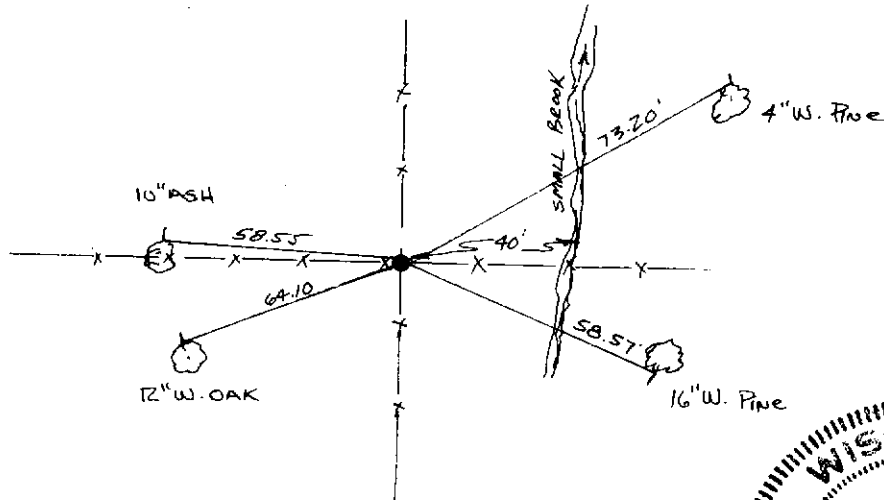 SMALL BROOK
73.20'
4" W. PINE
10" ASH
58.55
40'
64.10
58.57'
12" W. OAK
16" W. PINE
WIS